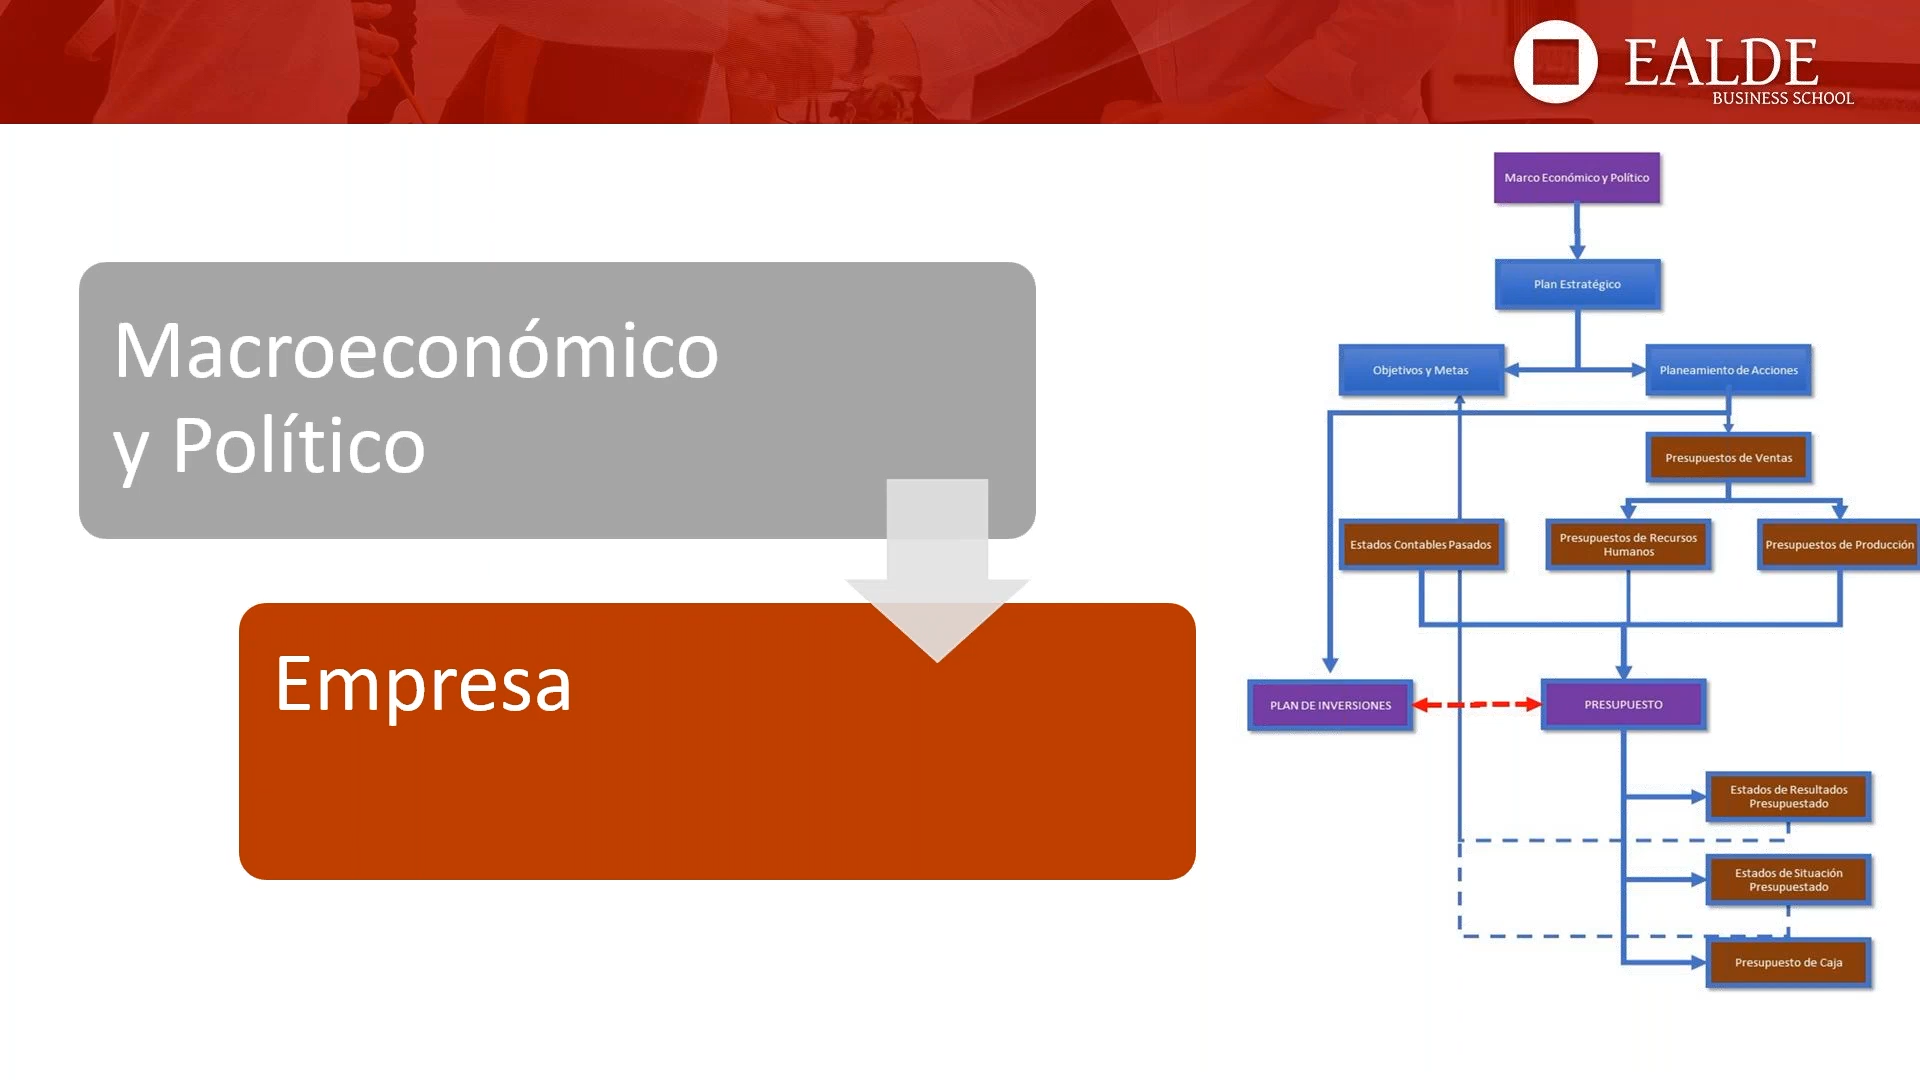 EALDE
BUSINESS SCHOOL
Macroeconómico
y Político
Empresa
Marco Económico y Político
Plan Estratégico
Objetivos y Metas
Planeamiento de Acciones
Presupuestos de Ventas
Estados Contables Pasados
Presupuestos de Recursos
Humanos
Presupuestos de Producción
PLAN DE INVERSIONES
PRESUPUESTO
Estados de Resultados
Presupuestado
Estados de Situación
Presupuestado
Presupuesto de Caja